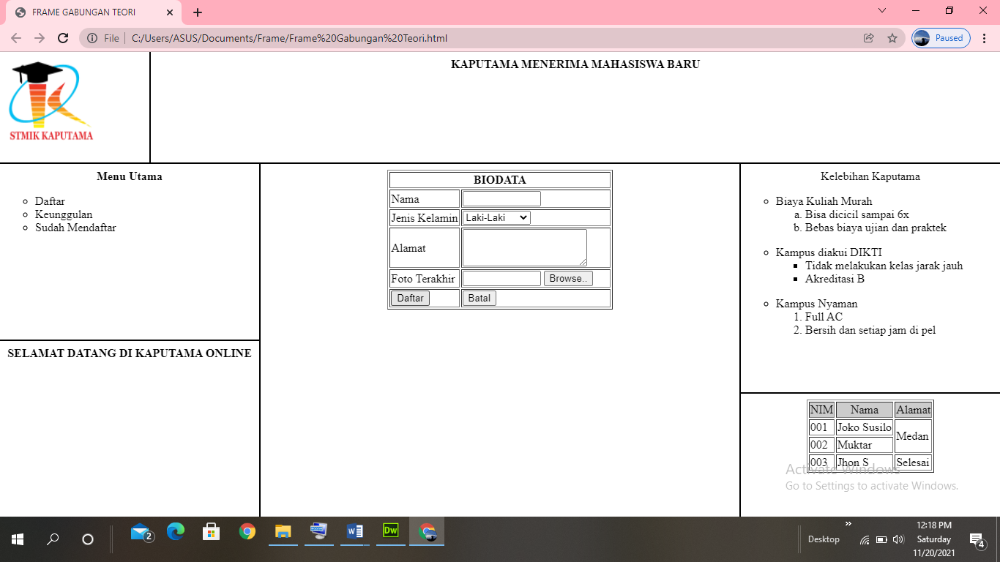 FRAME GABUNGAN TEORI
File C:/Users/ASUS/Documents/Frame/Frame%20Gabungan%20Teori.html
Paused
STMIK KAPUTAMA
KAPUTAMA MENERIMA MAHASISWA BARU
Menu Utama
Daftar
Keunggulan
Sudah Mendaftar
SELAMAT DATANG DI KAPUTAMA ONLINE
BIODATA
Nama
Jenis Kelamin Laki-Laki
Alamat
Foto Terakhir Browse..
Daftar Batal
Kelebihan Kaputama
Biaya Kuliah Murah
a. Bisa dicicil sampai 6x
b. Bebas biaya ujian dan praktek
Kampus diakui DIKTI
Tidak melakukan kelas jarak jauh
Akreditasi B
Kampus Nyaman
1. Full AC
2. Bersih dan setiap jam di pel
NIM Nama Alamat
001 Joko Susilo Medan
002 Muktar
003 Jhon S Selesai
Activate Windows
Go to Settings to activate Windows.
2
W
Dw
Desktop
12:18 PM
Saturday
11/20/2021
4